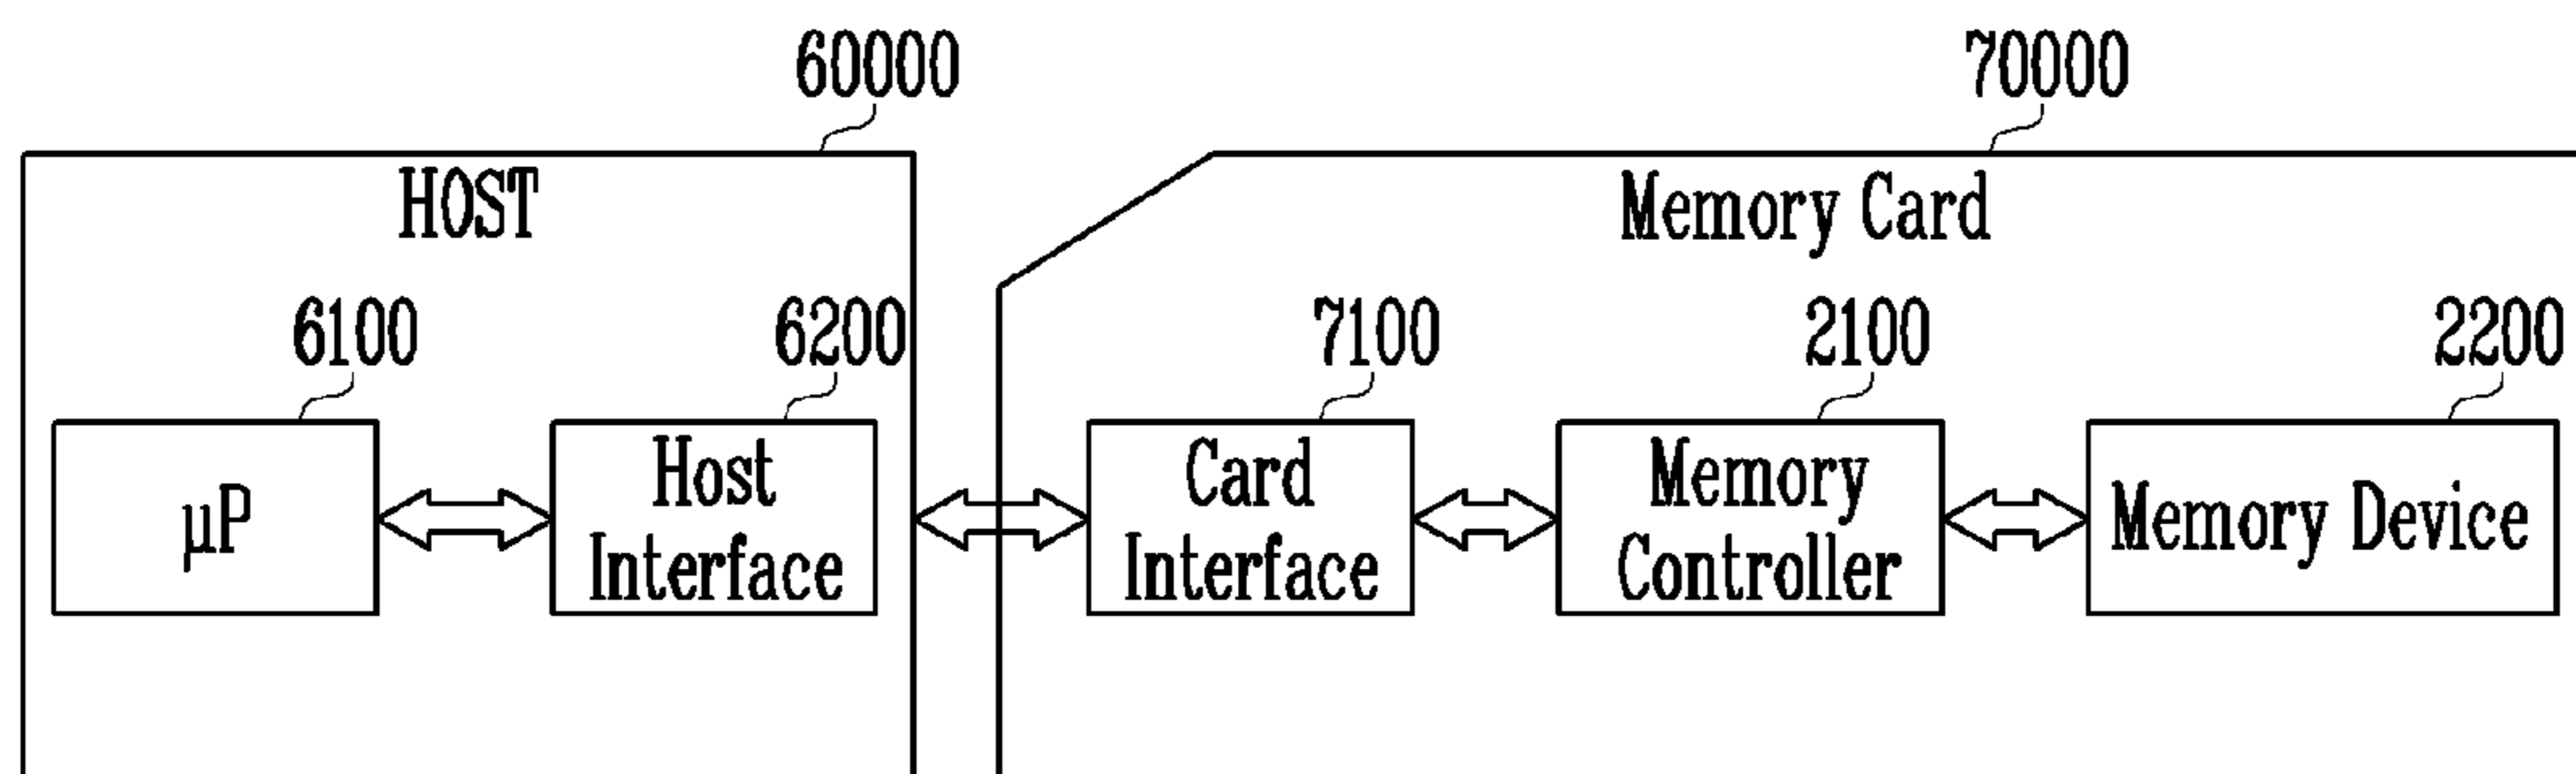 60000
70000
HOST
Memory Card
6100
6200
7100
2100
2200
μP
Host
Interface
Card
Interface
Memory
Controller
Memory Device